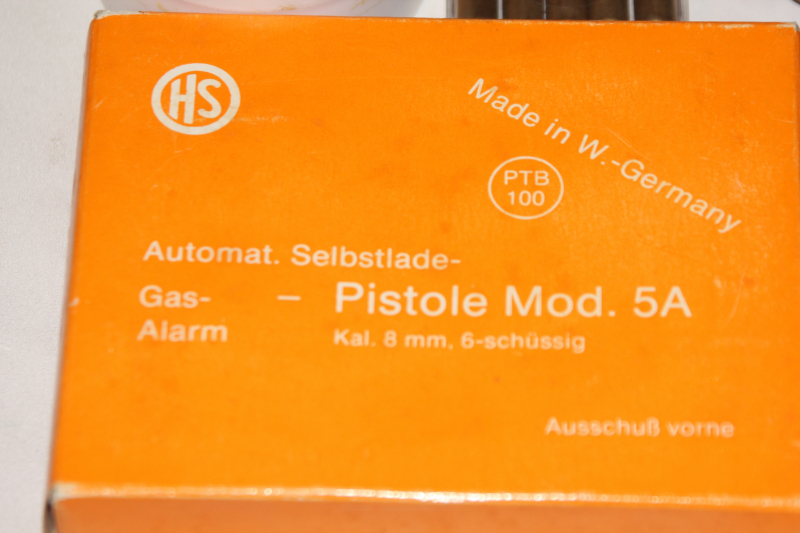 HS
Made in W.-Germany
PTB
100
Automat. Selbstlade-
Gas- – Pistole Mod. 5A
Alarm Kal. 8 mm, 6-schüssig
Ausschuß vorne